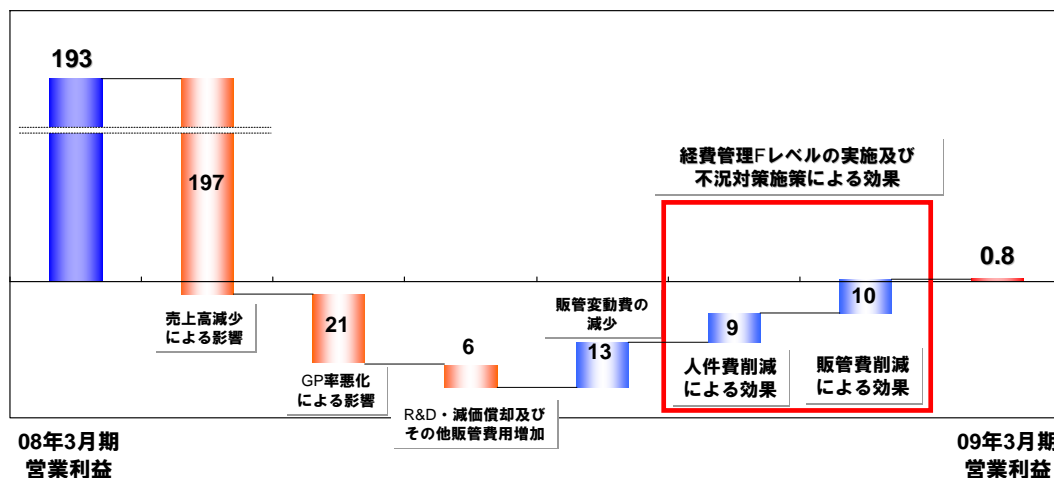 193
197
売上高減少
による影響
21
GP率悪化
による影響
6
R&D・減価償却及び
その他販管費用増加
販管変動費の
減少
13
経費管理Fレベルの実施及び
不況対策施策による効果
9
人件費削減
による効果
10
販管費削減
による効果
0.8
08年3月期
営業利益
09年3月期
営業利益